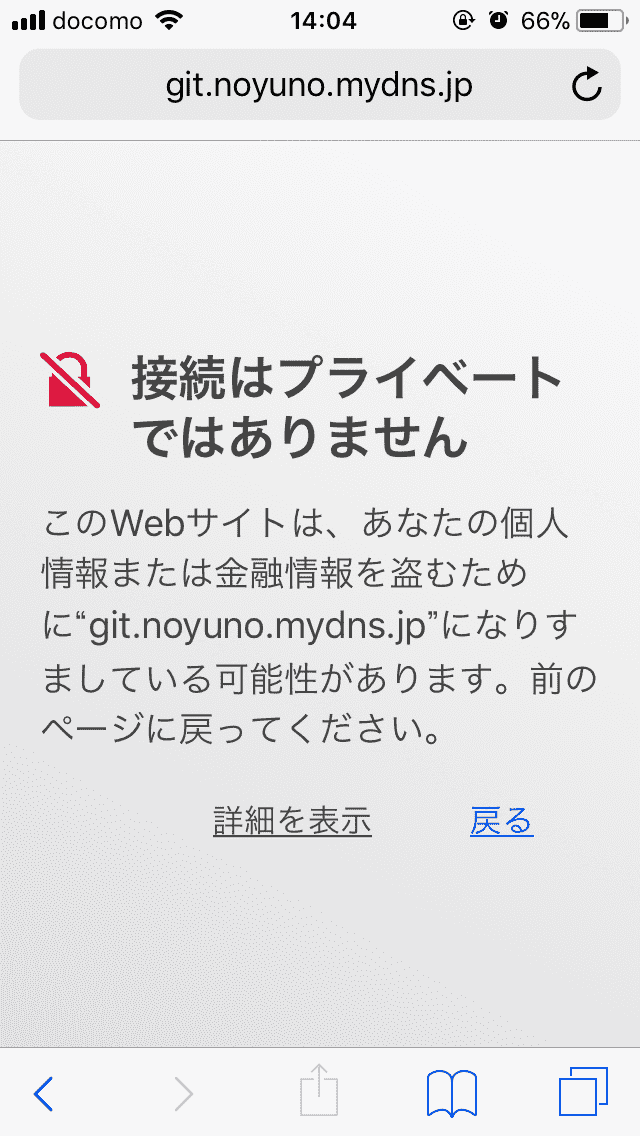 docomo 14:04 66%
git.noyuno.mydns.jp
接続はプライベート
ではありません
このWebサイトは、あなたの個人
情報または金融情報を盗むため
に“git.noyuno.mydns.jp”になりす
ましている可能性があります。前の
ページに戻ってください。
詳細を表示 戻る